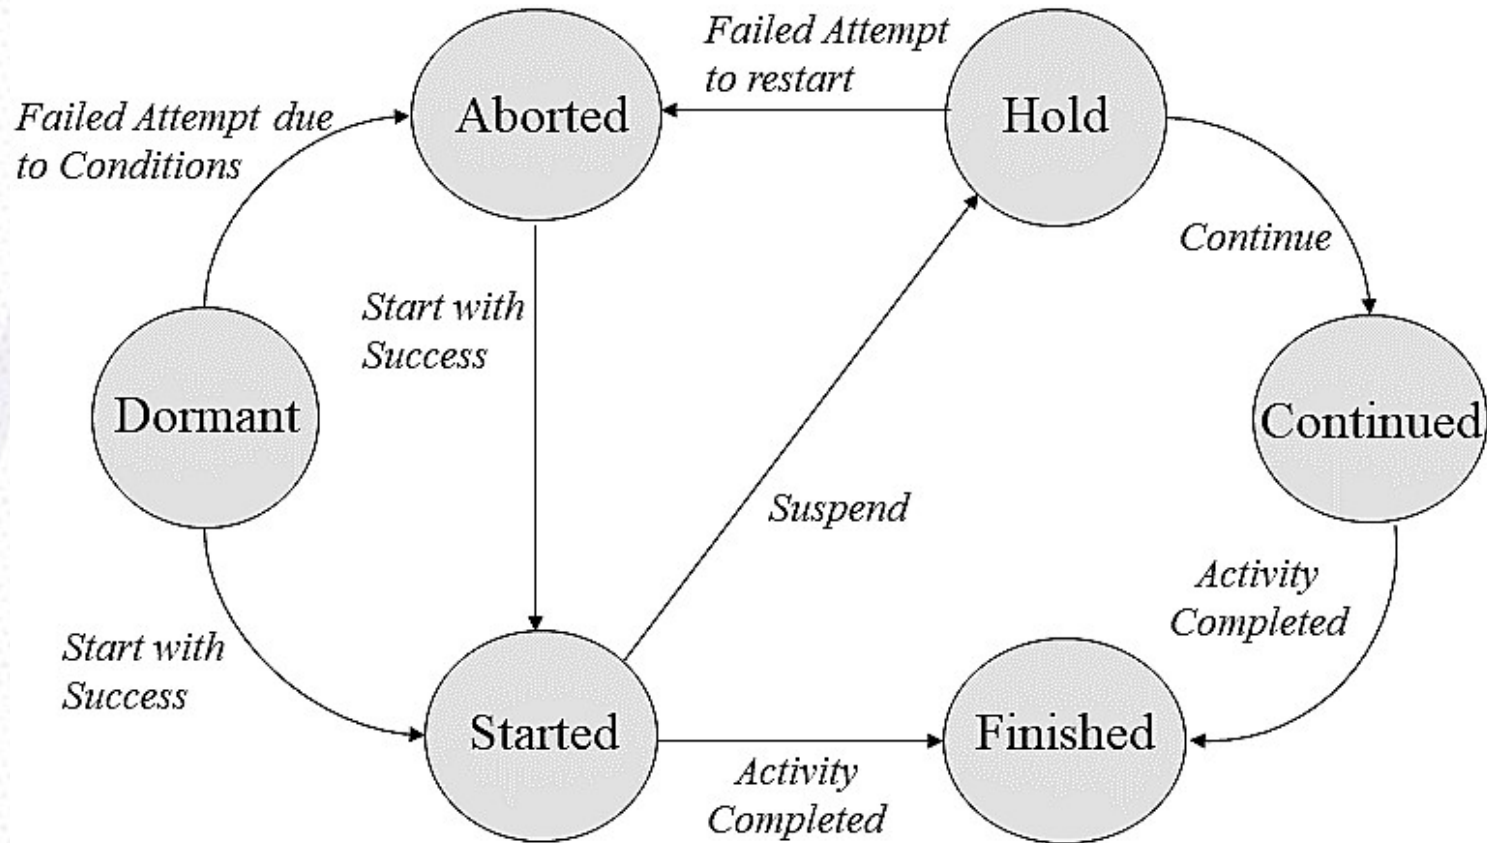 Failed Attempt
to restart
Aborted
Hold
Failed Attempt due
to Conditions
Continue
Start with
Success
Dormant
Continued
Suspend
Activity
Completed
Start with
Success
Started
Finished
Activity
Completed